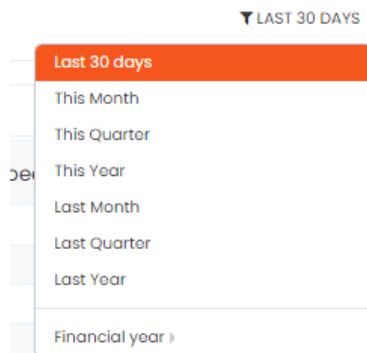 LAST 30 DAYS
Last 30 days
This Month
This Quarter
This Year
Last Month
Last Quarter
Last Year
Financial year